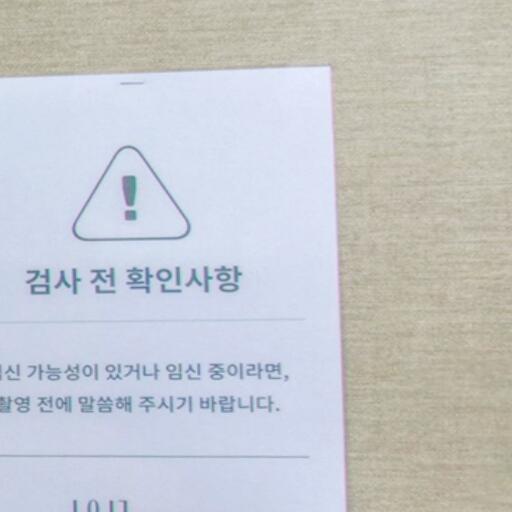 !
검사 전 확인사항
가능성이 있거나 임신 중이라면,
촬영 전에 말씀해 주시기 바랍니다.